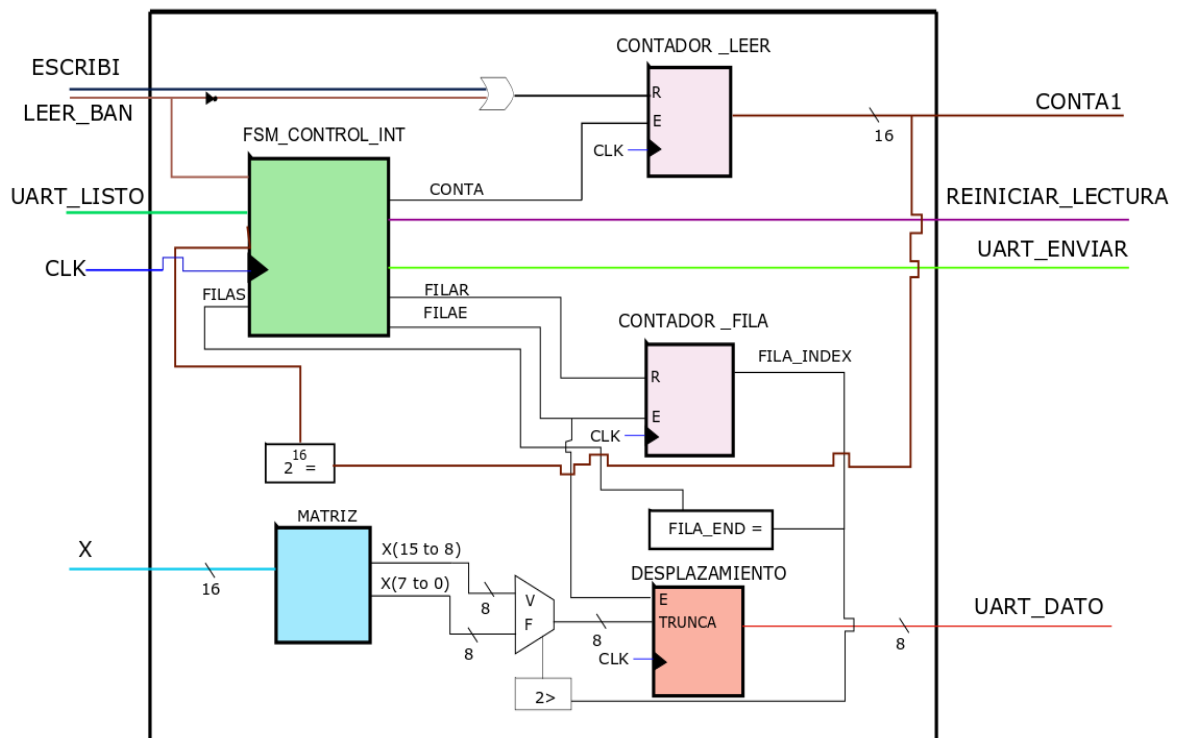 CONTADOR _LEER
ESCRIBI
LEER_BAN
R
E
CLK
CONTA1
16
FSM_CONTROL_INT
CONTA
UART_LISTO
REINICIAR_LECTURA
UART_ENVIAR
CLK
FILAS
FILAR
FILAE
CONTADOR _FILA
FILA_INDEX
R
E
CLK
16
2 =
MATRIZ
FILA_END =
X
16
X(15 to 8)
X(7 to 0)
8
8
V
F
8
DESPLAZAMIENTO
E
TRUNCA
CLK
UART_DATO
8
2>